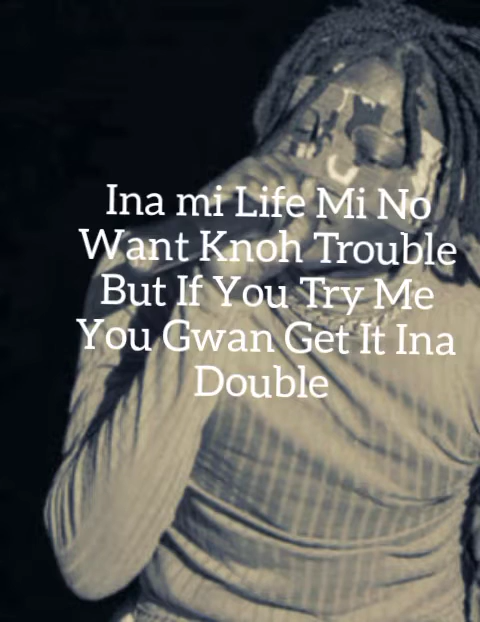 Ina mi Life Mi No
Want Knoh Trouble
But If You Try Me
You Gwan Get It Ina
Double